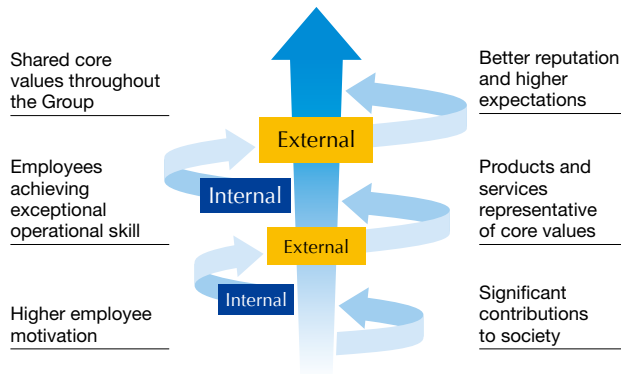 Shared core
values throughout
the Group
Employees
achieving
exceptional
operational skill
Higher employee
motivation
External
Internal
External
Internal
Better reputation
and higher
expectations
Products and
services
representative
of core values
Significant
contributions
to society